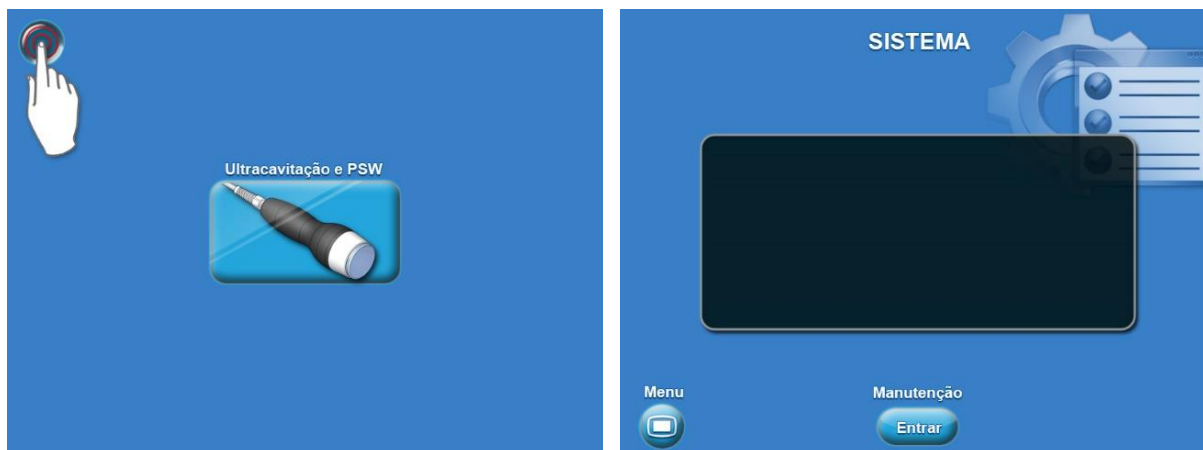 Ultracavitação e PSW
SISTEMA
Menu
Manutenção
Entrar